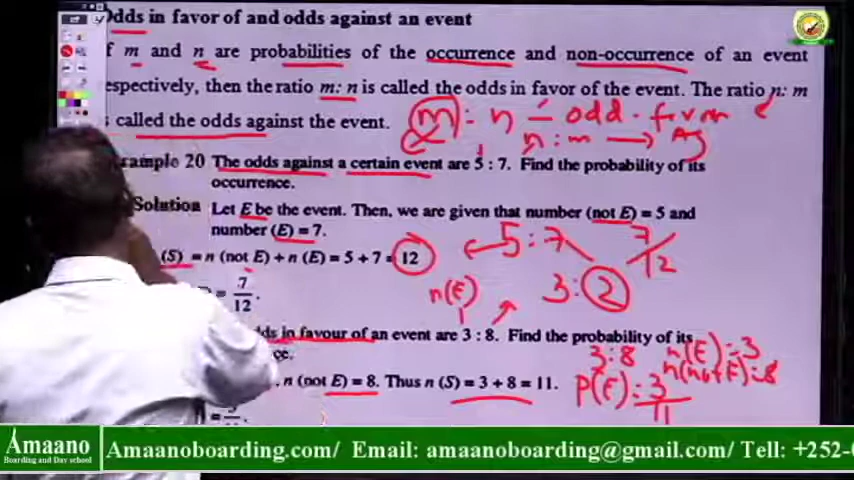 Odds in favor of and odds against an event
f m and n are probabilities of the occurrence and non-occurrence of an event
espectively, then the ratio m: n is called the odds in favor of the event. The ratio n: m
s called the odds against the event.
m : n - odd. favour
n : m → Ag
ample 20 The odds against a certain event are 5 : 7. Find the probability of its
occurrence.
Solution Let E be the event. Then, we are given that number (not E) = 5 and
number (E) = 7.
5 : 7
7/12
(S) = n (not E) + n (E) = 5 + 7 = 12
3 : 2
n(E)
= 7/12.
dds in favour of an event are 3 : 8. Find the probability of its
ce.
3 : 8
n(E) = 3
n(not E) = 8
n (not E) = 8. Thus n (S) = 3 + 8 = 11.
P(E) = 3/11
Amaano
Boarding and Day school
Amaanoboarding.com/ Email: amaanoboarding@gmail.com/ Tell: +252-